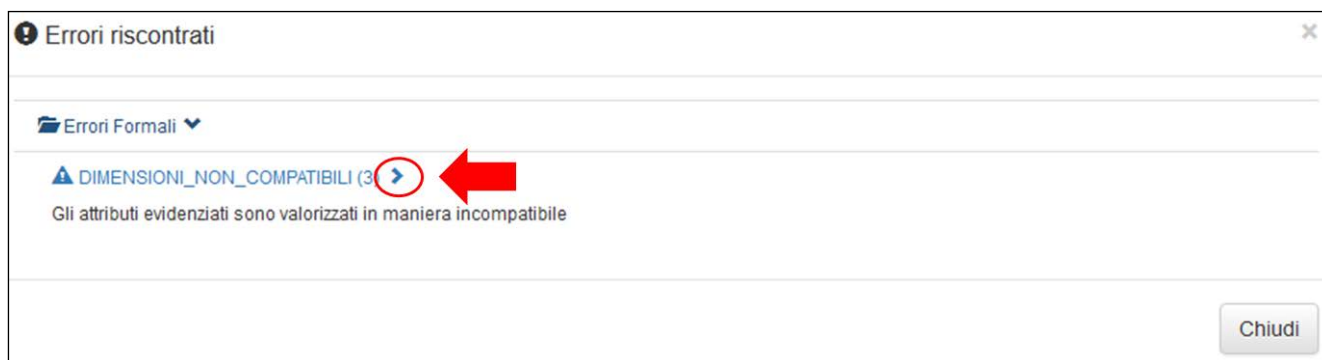 Errori riscontrati
Errori Formali
DIMENSIONI_NON_COMPATIBILI (3)
Gli attributi evidenziati sono valorizzati in maniera incompatibile
Chiudi